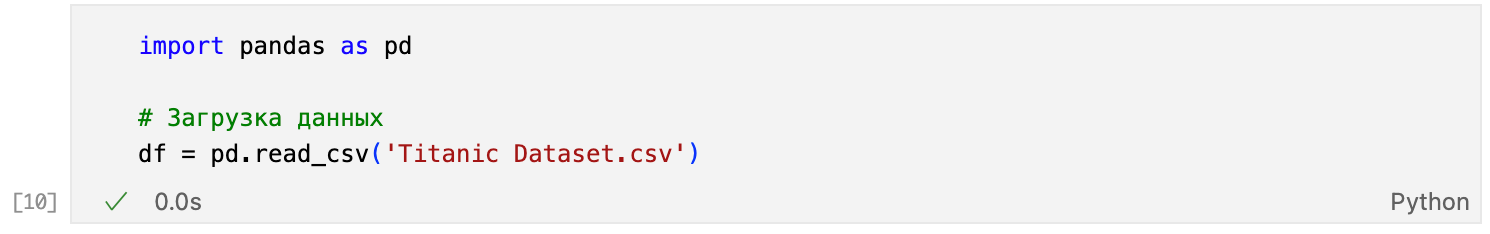 import pandas as pd
# Загрузка данных
df = pd.read_csv('Titanic Dataset.csv')
[10] ✓ 0.0s Python